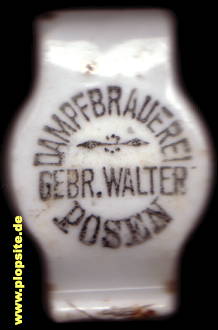 DAMPFBRAUEREI
GEBR. WALTER
POSEN
www.plopsite.de